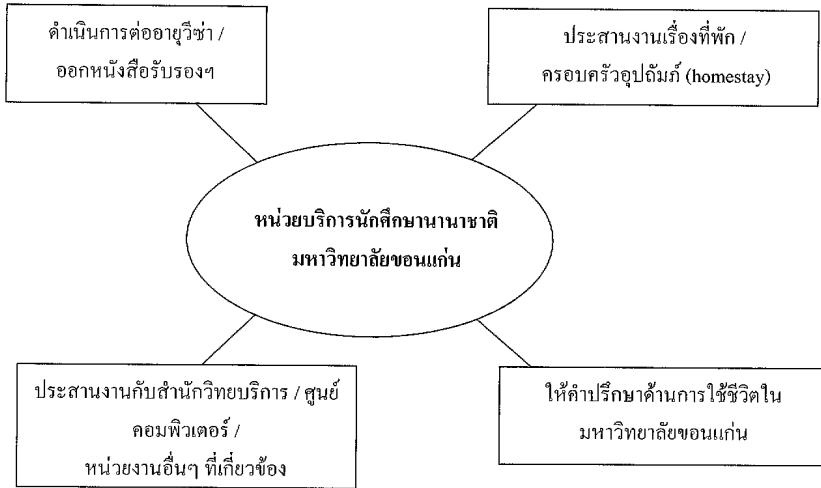 ดำเนินการต่ออายุวีซ่า /
ออกหนังสือรับรองฯ
ประสานงานเรื่องที่พัก /
ครอบครัวอุปถัมภ์ (homestay)
หน่วยบริการนักศึกษานานาชาติ
มหาวิทยาลัยขอนแก่น
ประสานงานกับสำนักวิทยบริการ / ศูนย์
คอมพิวเตอร์ /
หน่วยงานอื่นๆ ที่เกี่ยวข้อง
ให้คำปรึกษาด้านการใช้ชีวิตใน
มหาวิทยาลัยขอนแก่น